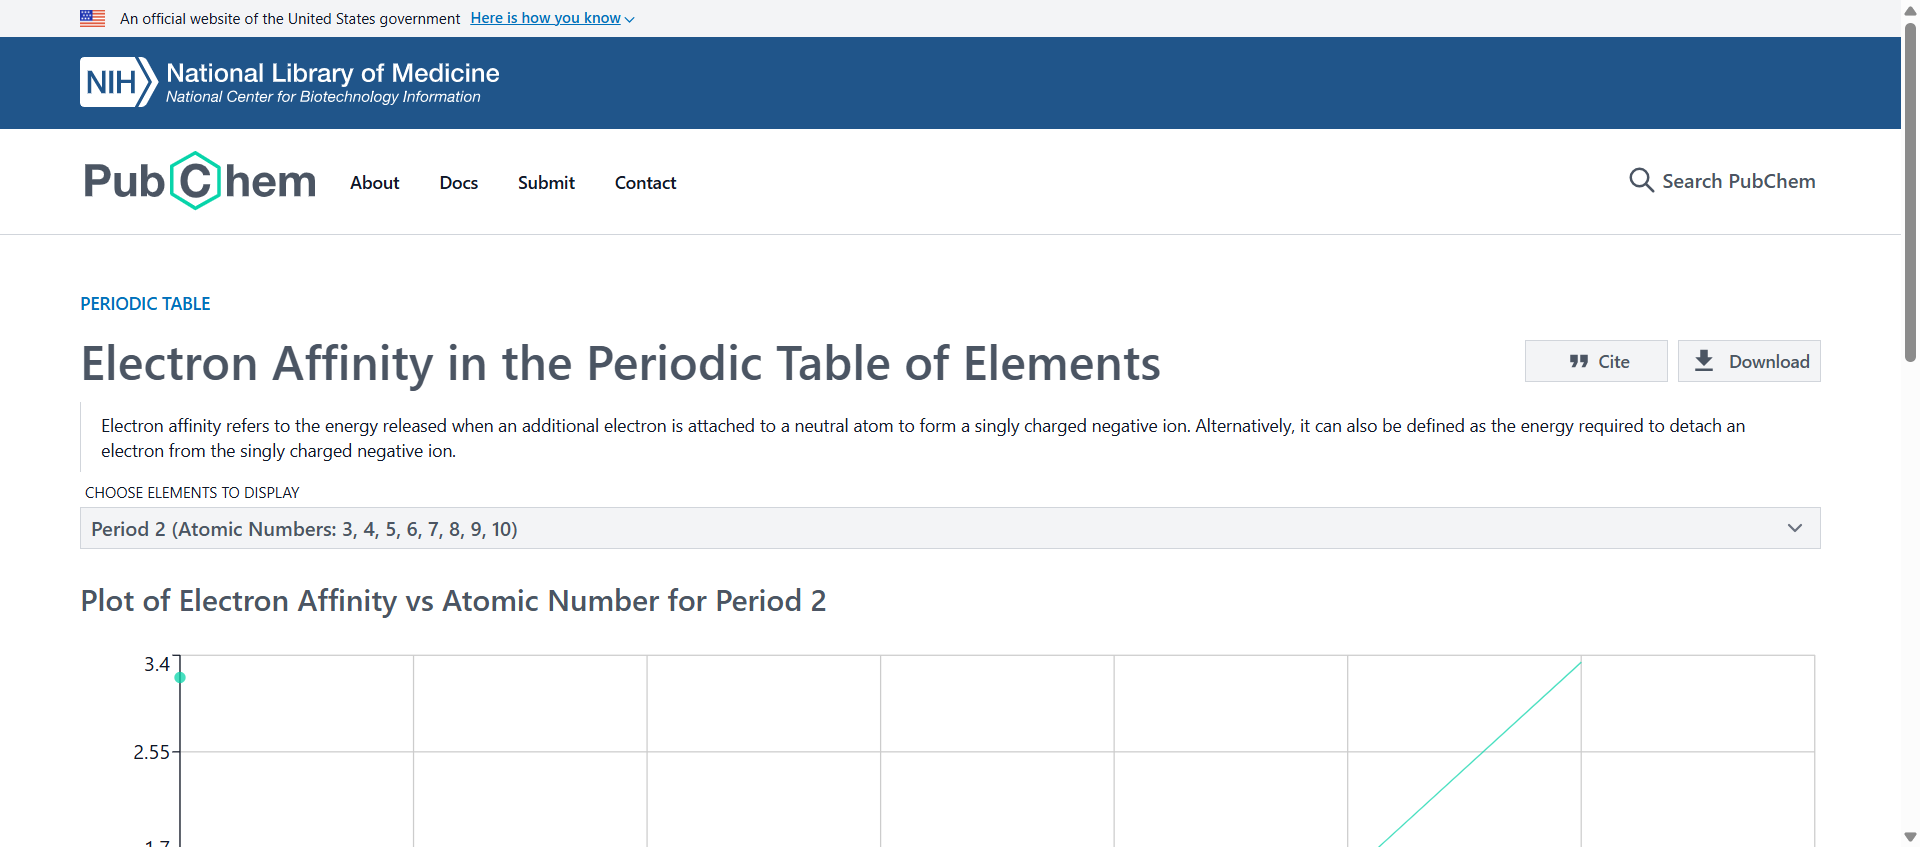 An official website of the United States government Here is how you know
NIH National Library of Medicine
National Center for Biotechnology Information
PubChem About Docs Submit Contact Search PubChem
PERIODIC TABLE
Electron Affinity in the Periodic Table of Elements
Cite Download
Electron affinity refers to the energy released when an additional electron is attached to a neutral atom to form a singly charged negative ion. Alternatively, it can also be defined as the energy required to detach an
electron from the singly charged negative ion.
CHOOSE ELEMENTS TO DISPLAY
Period 2 (Atomic Numbers: 3, 4, 5, 6, 7, 8, 9, 10)
Plot of Electron Affinity vs Atomic Number for Period 2
3.4
2.55
1.7